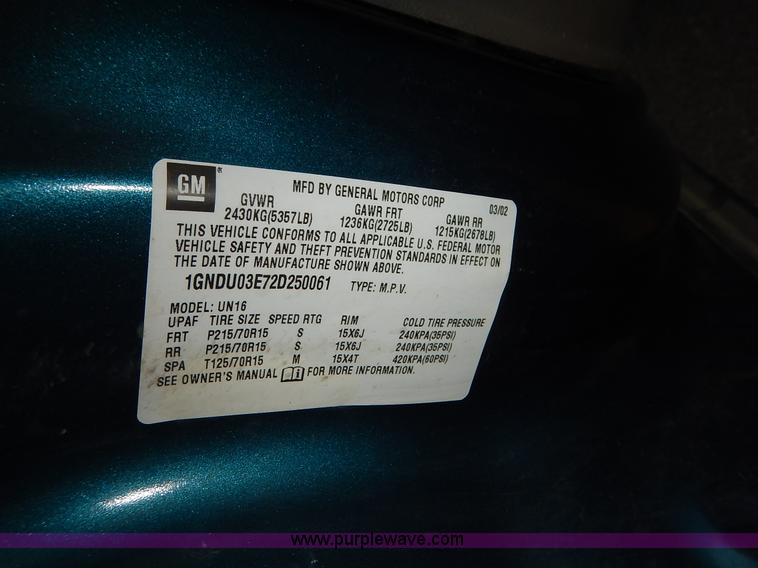 GM
MFD BY GENERAL MOTORS CORP 03/02
GVWR GAWR FRT GAWR RR
2430KG(5357LB) 1236KG(2725LB) 1215KG(2678LB)
THIS VEHICLE CONFORMS TO ALL APPLICABLE U.S. FEDERAL MOTOR
VEHICLE SAFETY AND THEFT PREVENTION STANDARDS IN EFFECT ON
THE DATE OF MANUFACTURE SHOWN ABOVE.
1GNDU03E72D250061 TYPE: M.P.V.
MODEL: UN16
UPAF TIRE SIZE SPEED RTG RIM COLD TIRE PRESSURE
FRT P215/70R15 S 15X6J 240KPA(35PSI)
RR P215/70R15 S 15X6J 240KPA(35PSI)
SPA T125/70R15 M 15X4T 420KPA(60PSI)
SEE OWNER'S MANUAL FOR MORE INFORMATION.
www.purplewave.com